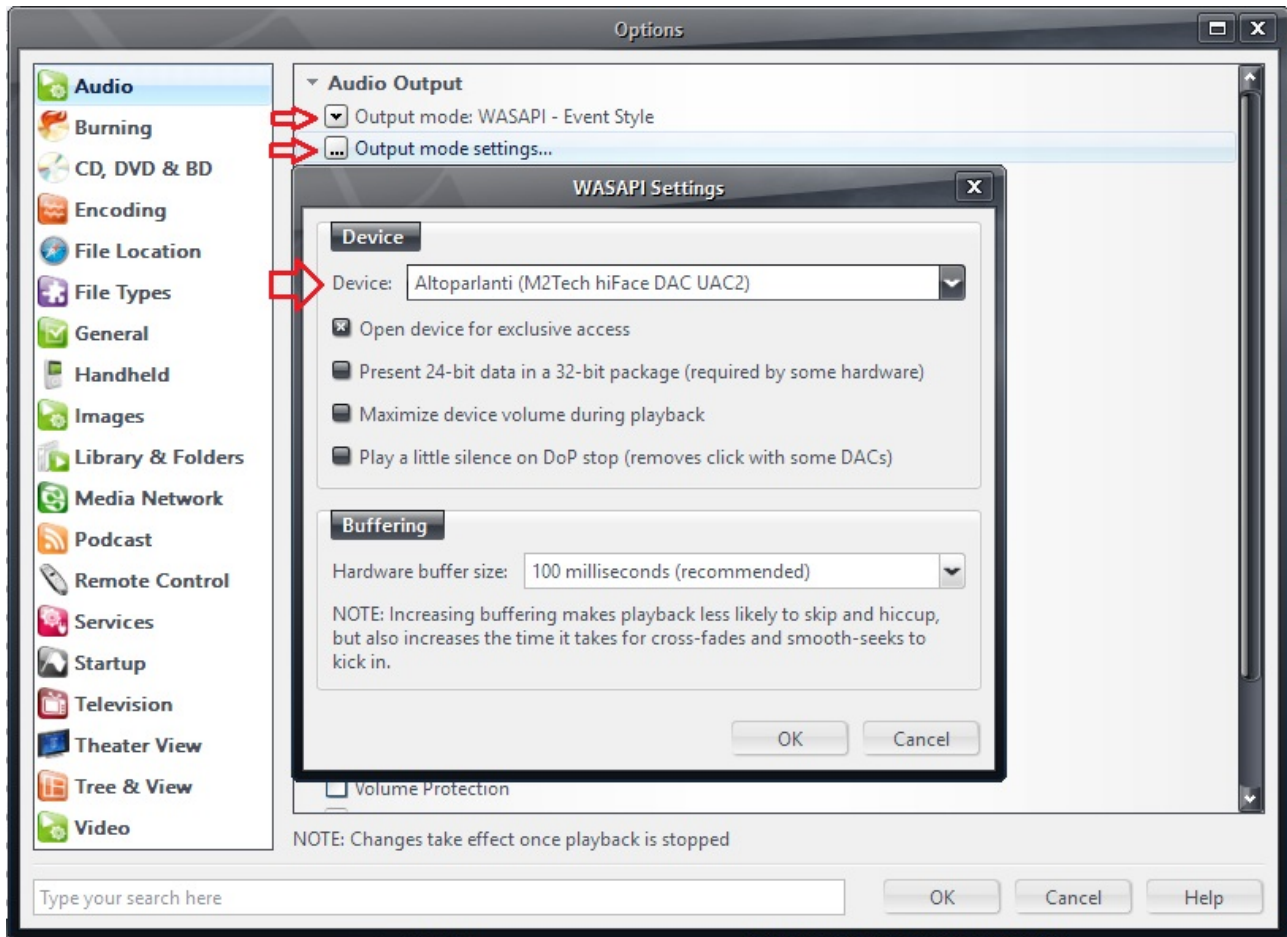 Options
Audio
Burning
CD, DVD & BD
Encoding
File Location
File Types
General
Handheld
Images
Library & Folders
Media Network
Podcast
Remote Control
Services
Startup
Television
Theater View
Tree & View
Video
Audio Output
Output mode: WASAPI - Event Style
Output mode settings...
WASAPI Settings
Device
Device: Altoparlanti (M2Tech hiFace DAC UAC2)
Open device for exclusive access
Present 24-bit data in a 32-bit package (required by some hardware)
Maximize device volume during playback
Play a little silence on DoP stop (removes click with some DACs)
Buffering
Hardware buffer size: 100 milliseconds (recommended)
NOTE: Increasing buffering makes playback less likely to skip and hiccup,
but also increases the time it takes for cross-fades and smooth-seeks to
kick in.
OK Cancel
Volume Protection
NOTE: Changes take effect once playback is stopped
Type your search here
OK Cancel Help